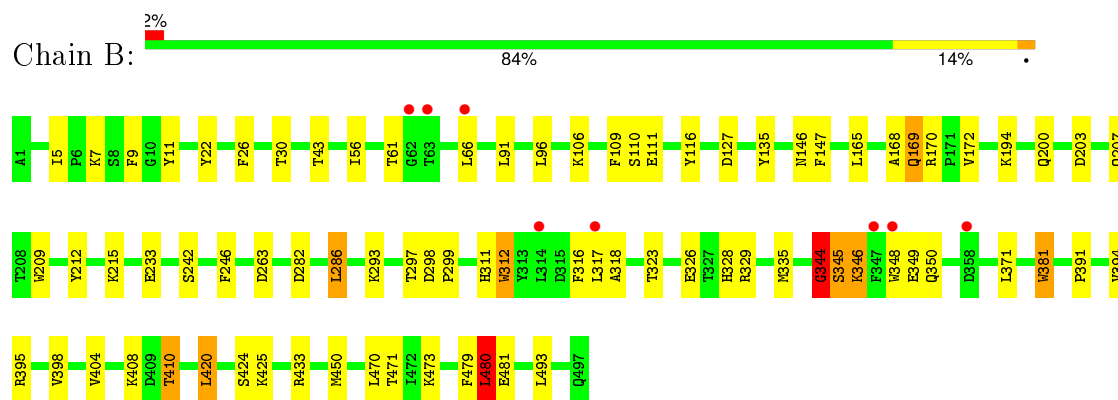 2%
Chain B:
84% 14% •
A1 I5 P6 K7 S8 F9 G10 Y11 Y22 F26 T30 T43 I56 T61 G62 T63 L66 L91 L96 K106 F109 S110 E111 Y116 D127 Y135 N146 F147 L165 A168 Q169 R170 P171 V172 K194 Q200 D203
T208 W209 Y212 K215 E233 S242 F246 D263 D282 L286 K293 T297 D298 P299 H311 W312 Y313 L314 D315 F316 L317 A318 T323 E326 T327 H328 R329 M335 G344 S345 K346 F347 W348 E349 Q350 D358 L371 W381 P391
R395 V398 V404 K408 D409 T410 L420 S424 K425 R433 M450 L470 T471 I472 K473 F479 L480 E481 L493 Q497